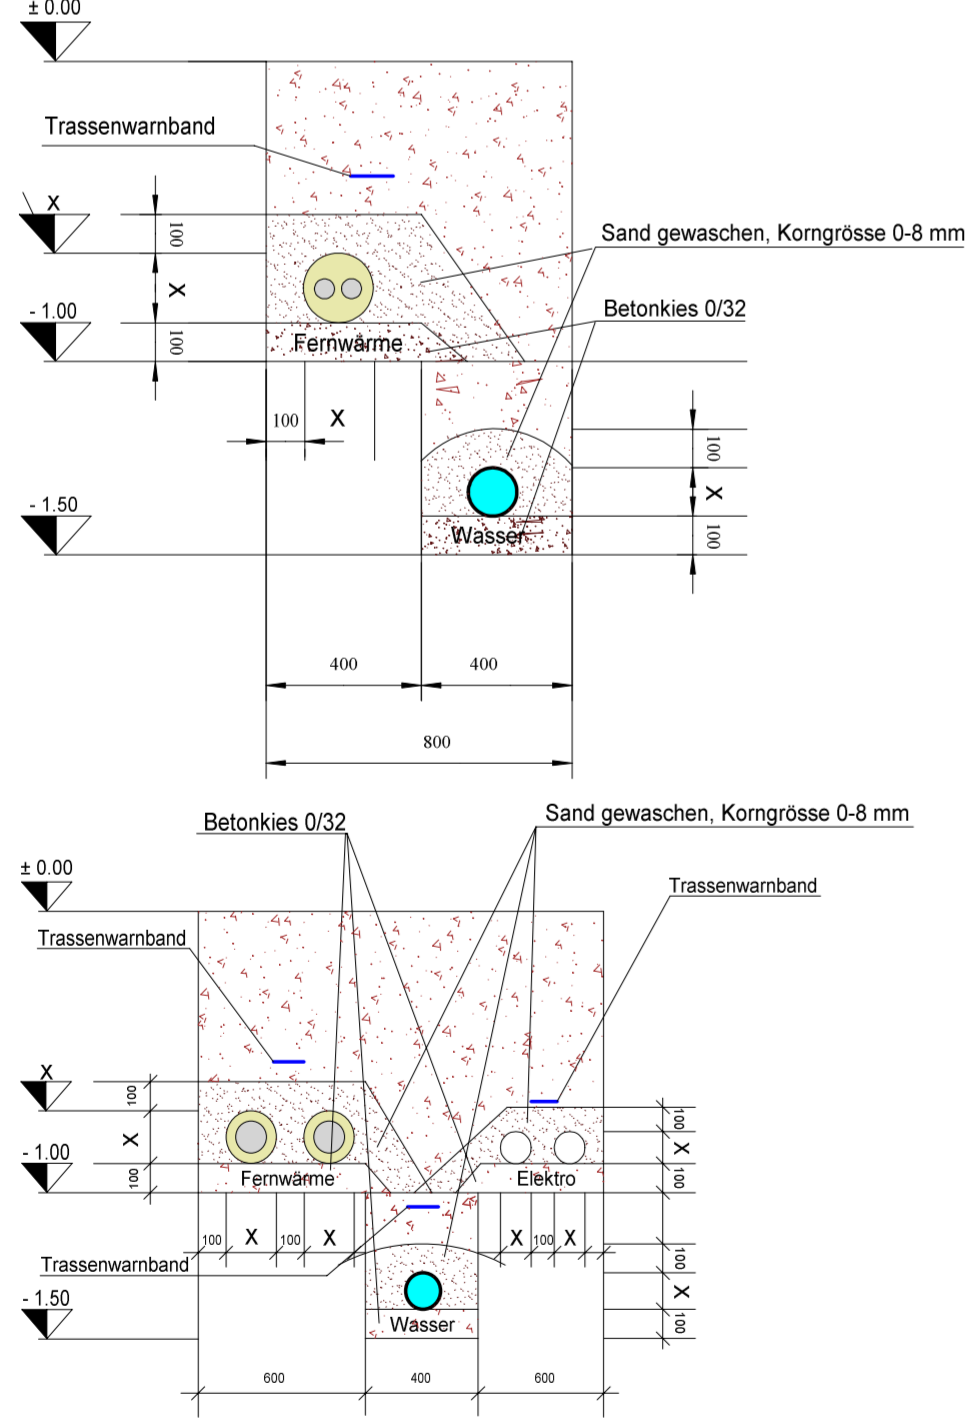 ± 0.00
Trassenwarnband
X
100
Sand gewaschen, Korngrösse 0-8 mm
X
- 1.00
Betonkies 0/32
100
Fernwärme
100
X
100
X
- 1.50
Wasser
100
400
400
800
Betonkies 0/32
Sand gewaschen, Korngrösse 0-8 mm
± 0.00
Trassenwarnband
Trassenwarnband
X
100
100
X
X
- 1.00
100
Fernwärme
Elektro
100
100
X
100
X
X
100
X
100
Trassenwarnband
X
- 1.50
Wasser
100
600
400
600